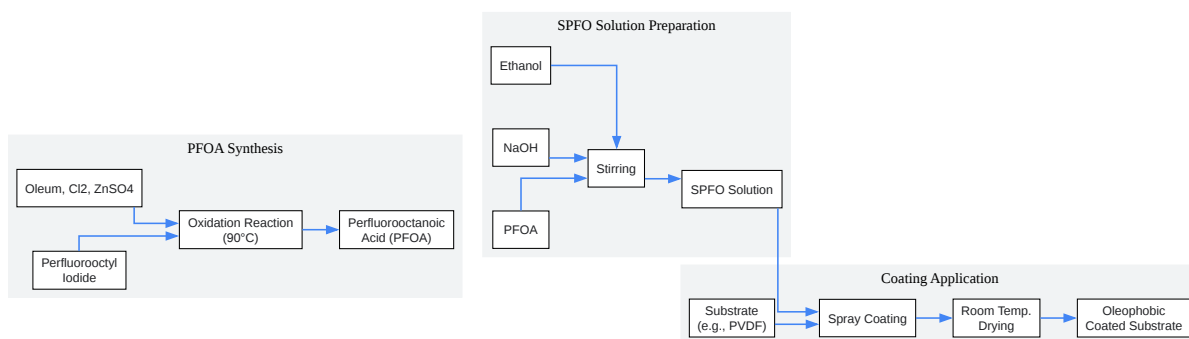 PFOA Synthesis
Oleum, Cl2, ZnSO4
Perfluorooctyl
Iodide
Oxidation Reaction
(90°C)
Perfluorooctanoic
Acid (PFOA)
SPFO Solution Preparation
Ethanol
NaOH
PFOA
Stirring
SPFO Solution
Coating Application
Substrate
(e.g., PVDF)
Spray Coating
Room Temp.
Drying
Oleophobic
Coated Substrate